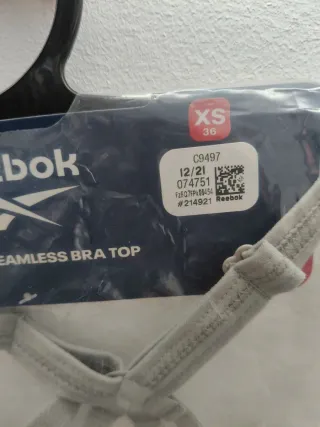 XS
36
C9497
12/21
074751
#214921
Reebok
ebok
EAMLESS BRA TOP